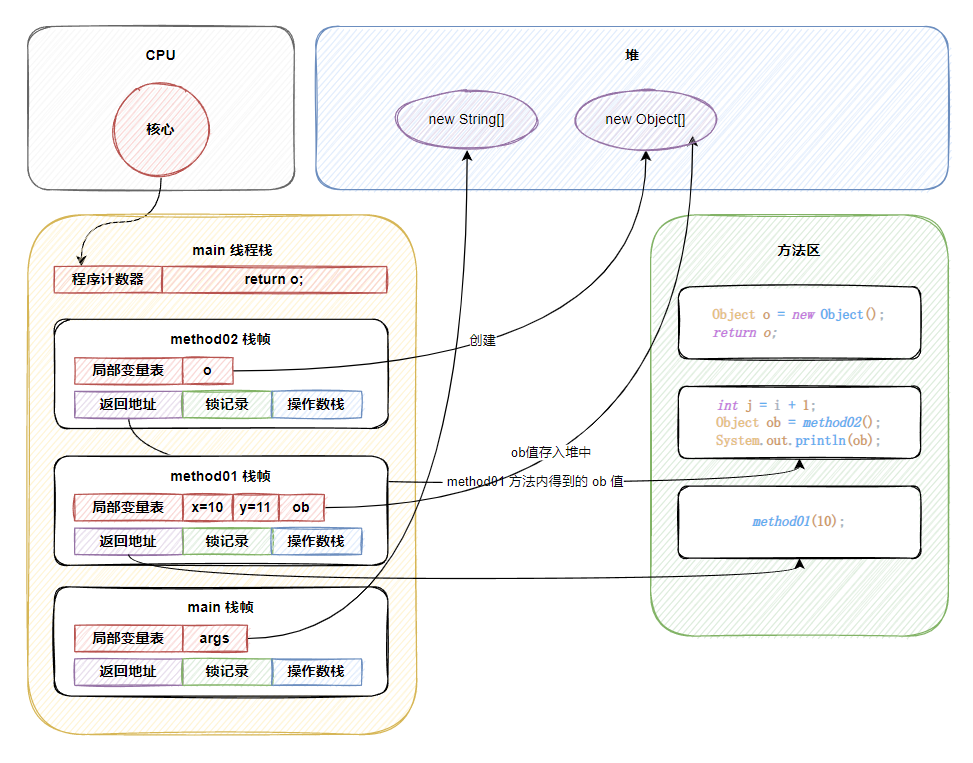 CPU
核心
堆
new String[]
new Object[]
main 线程栈
程序计数器
return o;
method02 栈帧
局部变量表
o
返回地址
锁记录
操作数栈
method01 栈帧
局部变量表
x=10
y=11
ob
返回地址
锁记录
操作数栈
main 栈帧
局部变量表
args
返回地址
锁记录
操作数栈
创建
ob值存入堆中
method01 方法内得到的 ob 值
方法区
Object o = new Object();
return o;
int j = i + 1;
Object ob = method02();
System.out.println(ob);
method01(10);